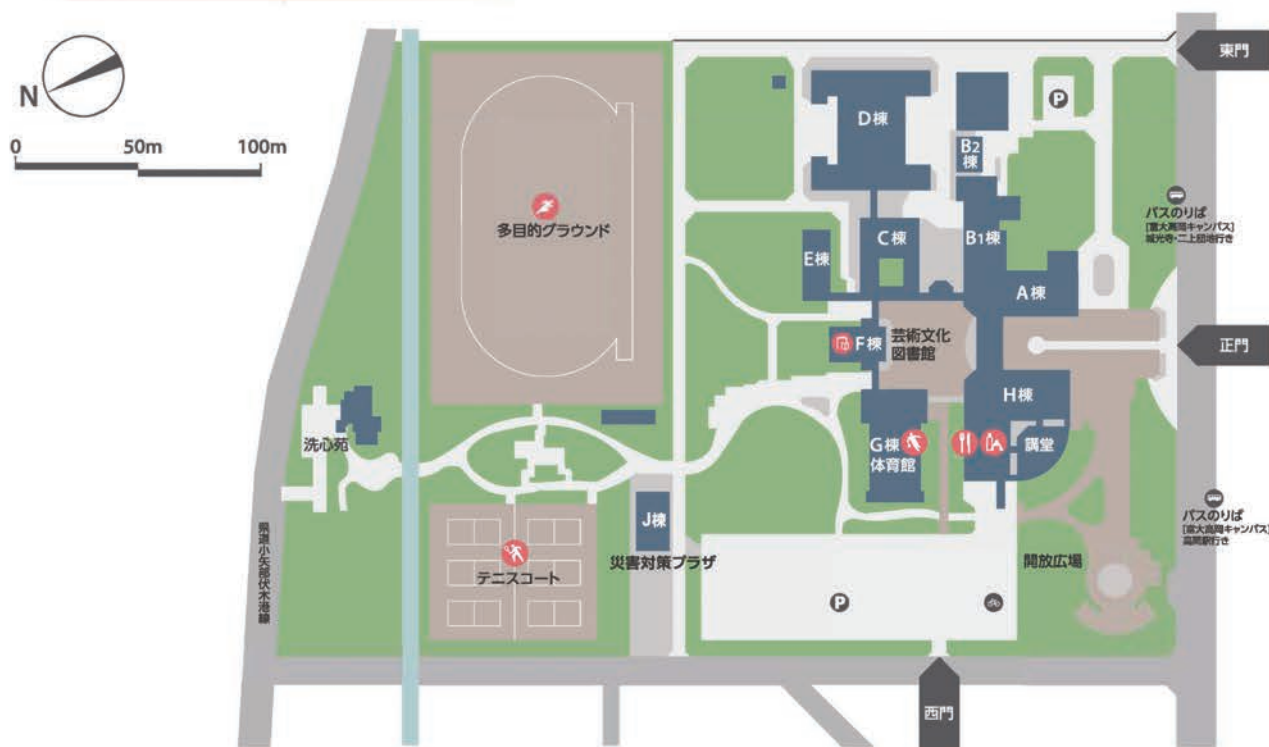 N
0 50m 100m
東門
P
D棟
B2
棟
バスのりば
[富大高岡キャンパス]
城光寺・二上団地行き
多目的グラウンド
C棟
B1棟
E棟
A棟
F棟
芸術文化
図書館
正門
H棟
洗心苑
G棟
体育館
講堂
バスのりば
[富大高岡キャンパス]
高岡駅行き
J棟
災害対策プラザ
開放広場
県道小矢部伏木港線
テニスコート
P
西門